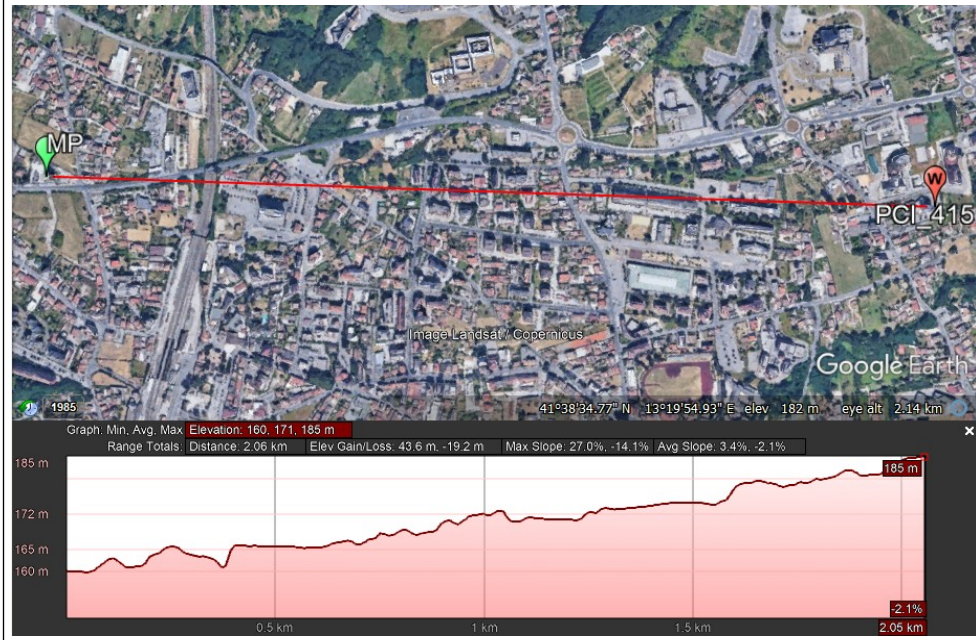 MP
W
PCI_415
Image Landsat / Copernicus
Google Earth
1985
41°38'34.77" N 13°19'54.93" E elev 182 m eye alt 2.14 km
Graph: Min, Avg, Max Elevation: 160, 171, 185 m
Range Totals: Distance: 2.06 km Elev Gain/Loss: 43.6 m, -19.2 m Max Slope: 27.0%, -14.1% Avg Slope: 3.4%, -2.1%
185 m
185 m
172 m
165 m
160 m
-2.1%
0.5 km 1 km 1.5 km 2.05 km